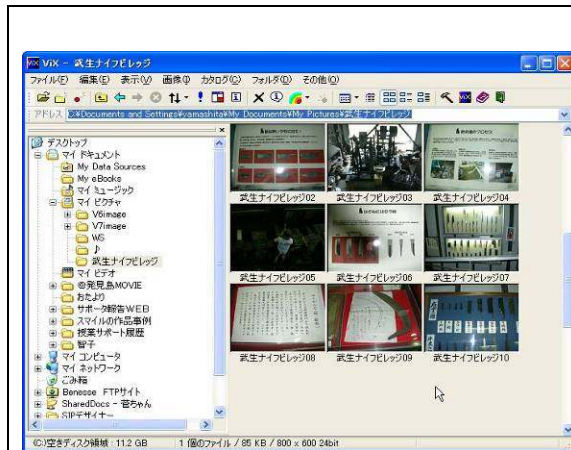 ViX - 武生ナイフビレッジ
ファイル(F) 編集(E) 表示(V) 画像(I) カタログ(C) フォルダ(D) その他(O)
アドレス D:¥Documents and Settings¥yamashita¥My Documents¥My Pictures¥武生ナイフビレッジ
デスクトップ
マイ ドキュメント
My Data Sources
My eBooks
マイ ミュージック
マイ ピクチャ
V6image
V7image
WS
♪
武生ナイフビレッジ
マイ ビデオ
@発見島MOVIE
おたより
サポータ報告WEB
スマイルの作品事例
授業サポート履歴
智子
マイ コンピュータ
マイ ネットワーク
ごみ箱
Benesse FTPサイト
SharedDocs - 菅ちゃん
SIPデザイナー
武生ナイフビレッジ02 武生ナイフビレッジ03 武生ナイフビレッジ04
武生ナイフビレッジ05 武生ナイフビレッジ06 武生ナイフビレッジ07
武生ナイフビレッジ08 武生ナイフビレッジ09 武生ナイフビレッジ10
(C:)空きディスク領域 : 11.2 GB 1 個のファイル / 85 KB / 800 x 600 24bit